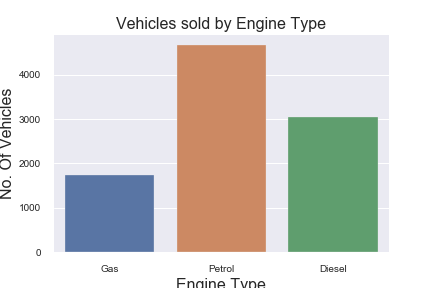 Vehicles sold by Engine Type
No. Of Vehicles
4000
3000
2000
1000
0
Gas Petrol Diesel
Engine Type